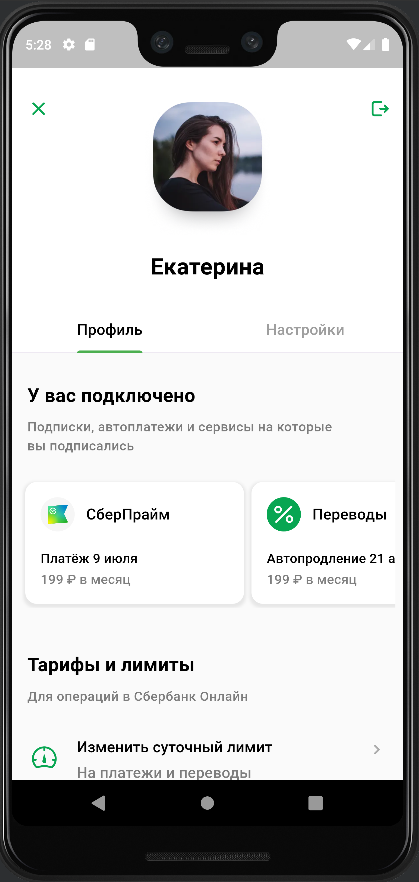 5:28
Екатерина
Профиль
Настройки
У вас подключено
Подписки, автоплатежи и сервисы на которые
вы подписались
СберПрайм
Переводы
Платёж 9 июля
Автопродление 21 а
199 ₽ в месяц
199 ₽ в месяц
Тарифы и лимиты
Для операций в Сбербанк Онлайн
Изменить суточный лимит
На платежи и переводы